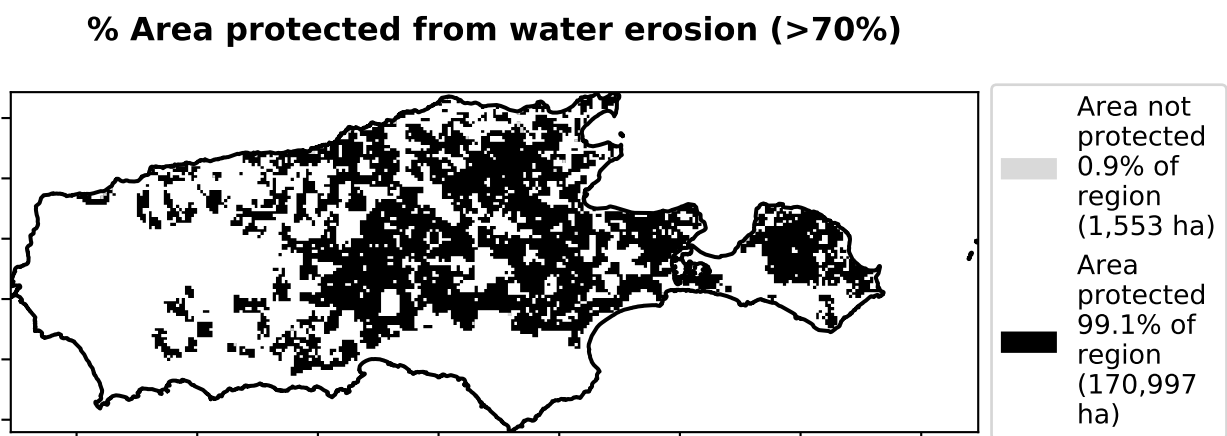 % Area protected from water erosion (>70%)
Area not
protected
0.9% of
region
(1,553 ha)
Area
protected
99.1% of
region
(170,997
ha)